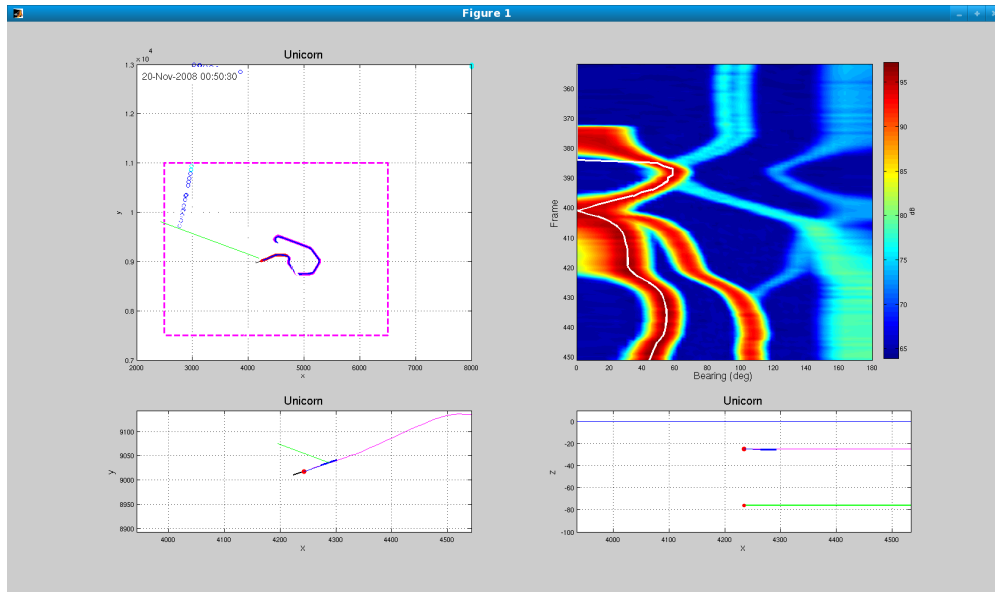 Figure 1
Unicorn
× 10 4
20-Nov-2008 00:50:30
1.3
1.2
1.1
1
0.9
0.8
0.7
y
2000 3000 4000 5000 6000 7000 8000
x
360
370
380
390
400
410
420
430
440
450
Frame
0 20 40 60 80 100 120 140 160 180
Bearing (deg)
95
90
85
80
75
70
65
dB
Unicorn
9100
9050
9000
8950
8900
y
4000 4100 4200 4300 4400 4500
x
Unicorn
0
-20
-40
-60
-80
-100
z
4000 4100 4200 4300 4400 4500
x